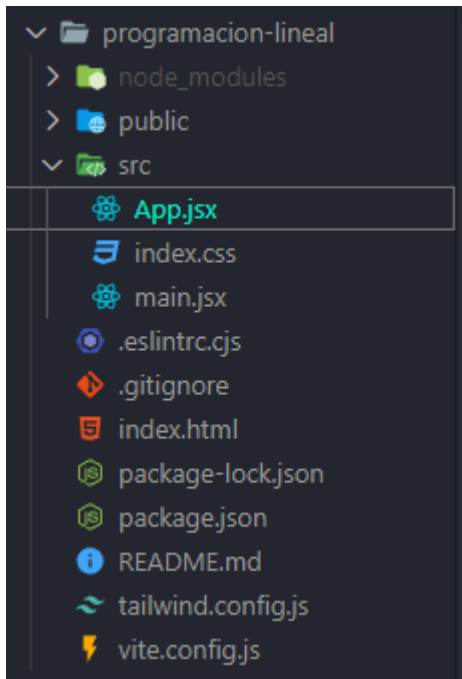 programacion-lineal
node_modules
public
src
App.jsx
index.css
main.jsx
.eslintrc.cjs
.gitignore
index.html
package-lock.json
package.json
README.md
tailwind.config.js
vite.config.js